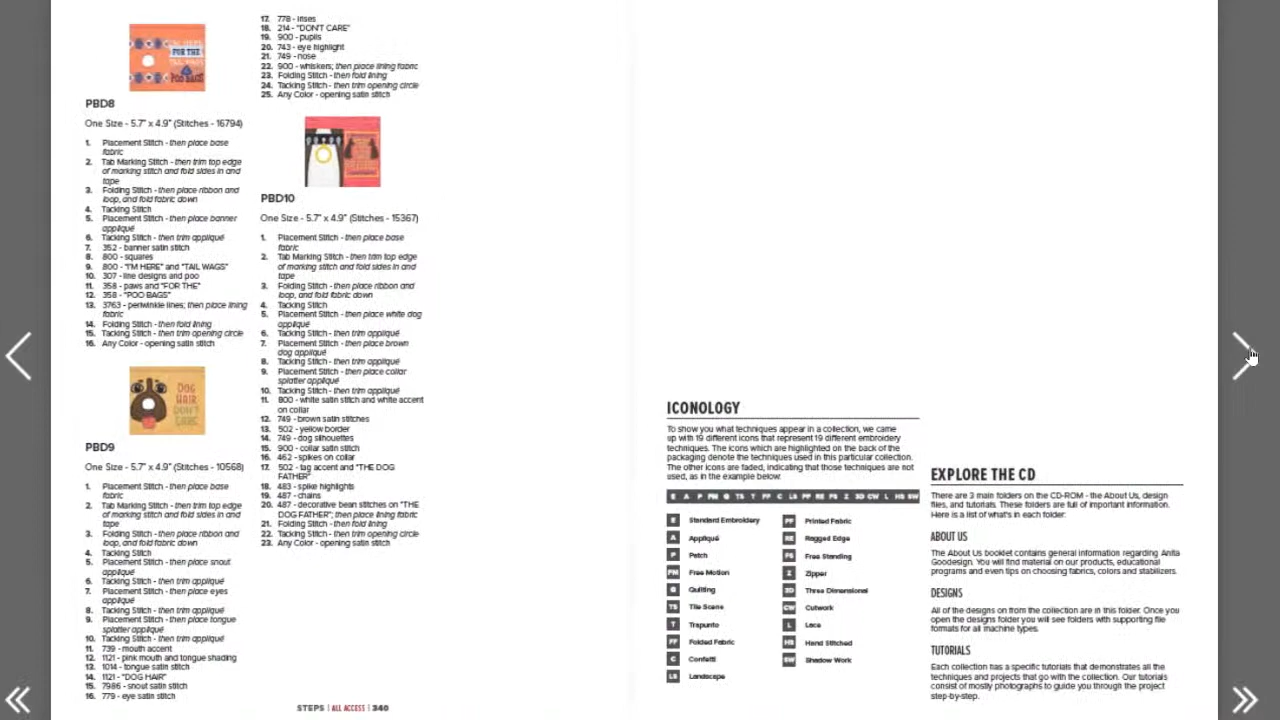 PBD8
One Size - 5.7" x 4.9" (Stitches - 16794)
1. Placement Stitch - then place base
fabric
2. Tab Marking Stitch - then trim top edge
of marking stitch and fold sides in and
tape
3. Folding Stitch - then place ribbon and
loop, and fold fabric down
4. Tacking Stitch
5. Placement Stitch - then place banner
appliqué
6. Tacking Stitch - then trim appliqué
7. 352 - banner satin stitch
8. 800 - squares
9. 800 - "I'M HERE" and "TAIL WAGS"
10. 307 - line designs and poo
11. 358 - paws and "FOR THE"
12. 358 - "POO BAGS"
13. 3763 - periwinkle lines; then place lining
fabric
14. Folding Stitch - then fold lining
15. Tacking Stitch - then trim opening circle
16. Any Color - opening satin stitch
DOG
HAIR
DON'T
CARE
PBD9
One Size - 5.7" x 4.9" (Stitches - 10568)
1. Placement Stitch - then place base
fabric
2. Tab Marking Stitch - then trim top edge
of marking stitch and fold sides in and
tape
3. Folding Stitch - then place ribbon and
loop, and fold fabric down
4. Tacking Stitch
5. Placement Stitch - then place snout
appliqué
6. Tacking Stitch - then trim appliqué
7. Placement Stitch - then place eyes
appliqué
8. Tacking Stitch - then trim appliqué
9. Placement Stitch - then place tongue
splatter appliqué
10. Tacking Stitch - then trim appliqué
11. 739 - mouth accent
12. 1121 - pink mouth and tongue shading
13. 1014 - tongue satin stitch
14. 1121 - "DOG HAIR"
15. 7986 - snout satin stitch
16. 779 - eye satin stitch
17. 778 - irises
18. 214 - "DON'T CARE"
19. 900 - pupils
20. 743 - eye highlight
21. 749 - nose
22. 900 - whiskers; then place lining fabric
23. Folding Stitch - then fold lining
24. Tacking Stitch - then trim opening circle
25. Any Color - opening satin stitch
PBD10
One Size - 5.7" x 4.9" (Stitches - 15367)
1. Placement Stitch - then place base
fabric
2. Tab Marking Stitch - then trim top edge
of marking stitch and fold sides in and
tape
3. Folding Stitch - then place ribbon and
loop, and fold fabric down
4. Tacking Stitch
5. Placement Stitch - then place white dog
appliqué
6. Tacking Stitch - then trim appliqué
7. Placement Stitch - then place brown
dog appliqué
8. Tacking Stitch - then trim appliqué
9. Placement Stitch - then place collar
splatter appliqué
10. Tacking Stitch - then trim appliqué
11. 800 - white satin stitch and white accent
on collar
12. 749 - brown satin stitches
13. 502 - yellow border
14. 749 - dog silhouettes
15. 900 - collar satin stitch
16. 462 - spikes on collar
17. 502 - tag accent and "THE DOG
FATHER"
18. 483 - spike highlights
19. 487 - chains
20. 487 - decorative bean stitches on "THE
DOG FATHER"; then place lining fabric
21. Folding Stitch - then fold lining
22. Tacking Stitch - then trim opening circle
23. Any Color - opening satin stitch
STEPS | ALL ACCESS | 340
ICONOLOGY
To show you what techniques appear in a collection, we came
up with 19 different icons that represent 19 different embroidery
techniques. The icons which are highlighted on the back of the
packaging denote the techniques used in this particular collection.
The other icons are faded, indicating that those techniques are not
used, as in the example below:
E A P FM Q TS T FF C LS PF RE FS Z 3D CW L HS SW
E Standard Embroidery
A Appliqué
P Patch
FM Free Motion
Q Quilting
TS Tile Scene
T Trapunto
FF Folded Fabric
C Confetti
LS Landscape
PF Printed Fabric
RE Ragged Edge
FS Free Standing
Z Zipper
3D Three Dimensional
CW Cutwork
L Lace
HS Hand Stitched
SW Shadow Work
EXPLORE THE CD
There are 3 main folders on the CD-ROM - the About Us, design
files, and tutorials. These folders are full of important information.
Here is a list of what's in each folder:
ABOUT US
The About Us booklet contains general information regarding Anita
Goodesign. You will find material on our products, educational
programs and even tips on choosing fabrics, colors and stabilizers.
DESIGNS
All of the designs on from the collection are in this folder. Once you
open the designs folder you will see folders with supporting file
formats for all machine types.
TUTORIALS
Each collection has a specific tutorials that demonstrates all the
techniques and projects that go with the collection. Our tutorials
consist of mostly photographs to guide you through the project
step-by-step.